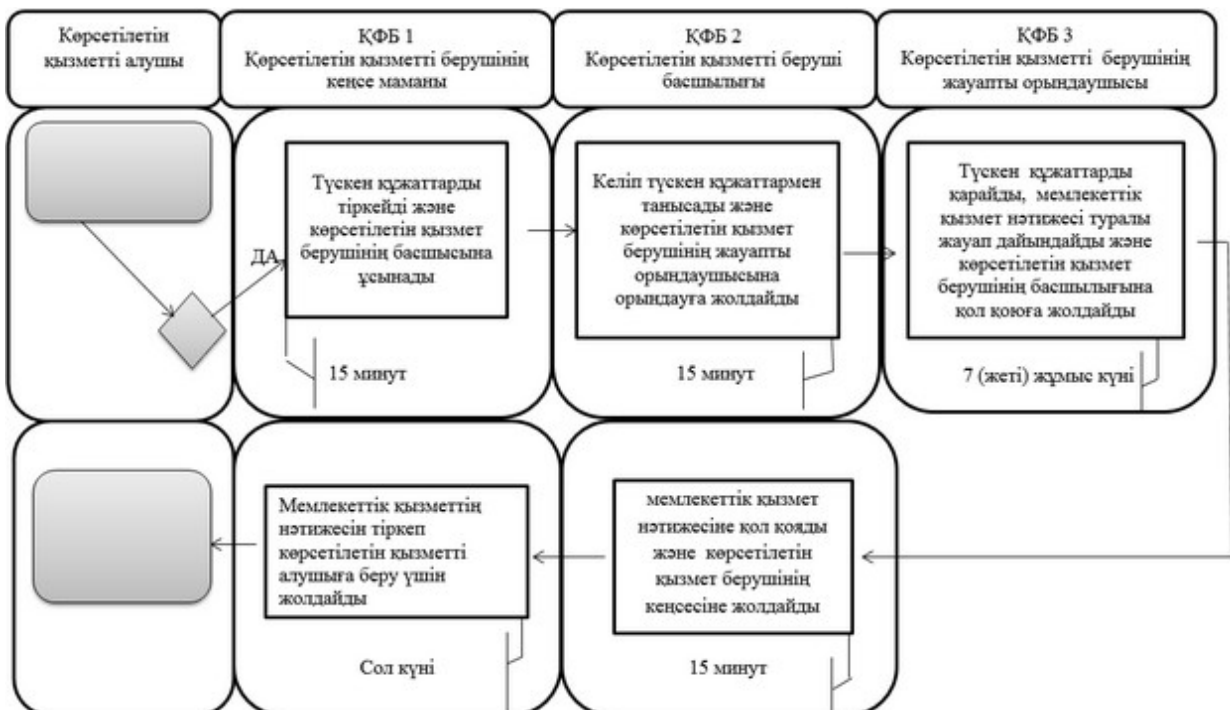 Көрсетілетін
қызметті алушы
ҚФБ 1
Көрсетілетін қызметті берушінің
кеңсе маманы
ҚФБ 2
Көрсетілетін қызметті беруші
басшылығы
ҚФБ 3
Көрсетілетін қызметті берушінің
жауапты орындаушысы
ДА
Түскен құжаттарды
тіркейді және
көрсетілетін қызмет
берушінің басшысына
ұсынады
15 минут
Келіп түскен құжаттармен
танысады және
көрсетілетін қызмет
берушінің жауапты
орындаушысына
орындауға жолдайды
15 минут
Түскен құжаттарды
қарайды, мемлекеттік
қызмет нәтижесі туралы
жауап дайындайды және
көрсетілетін қызмет
берушінің басшылығына
қол қоюға жолдайды
7 (жеті) жұмыс күні
Мемлекеттік қызметтің
нәтижесін тіркеп
көрсетілетін қызметті
алушыға беру үшін
жолдайды
Сол күні
мемлекеттік қызмет
нәтижесіне қол қояды
және көрсетілетін
қызмет берушінің
кеңсесіне жолдайды
15 минут